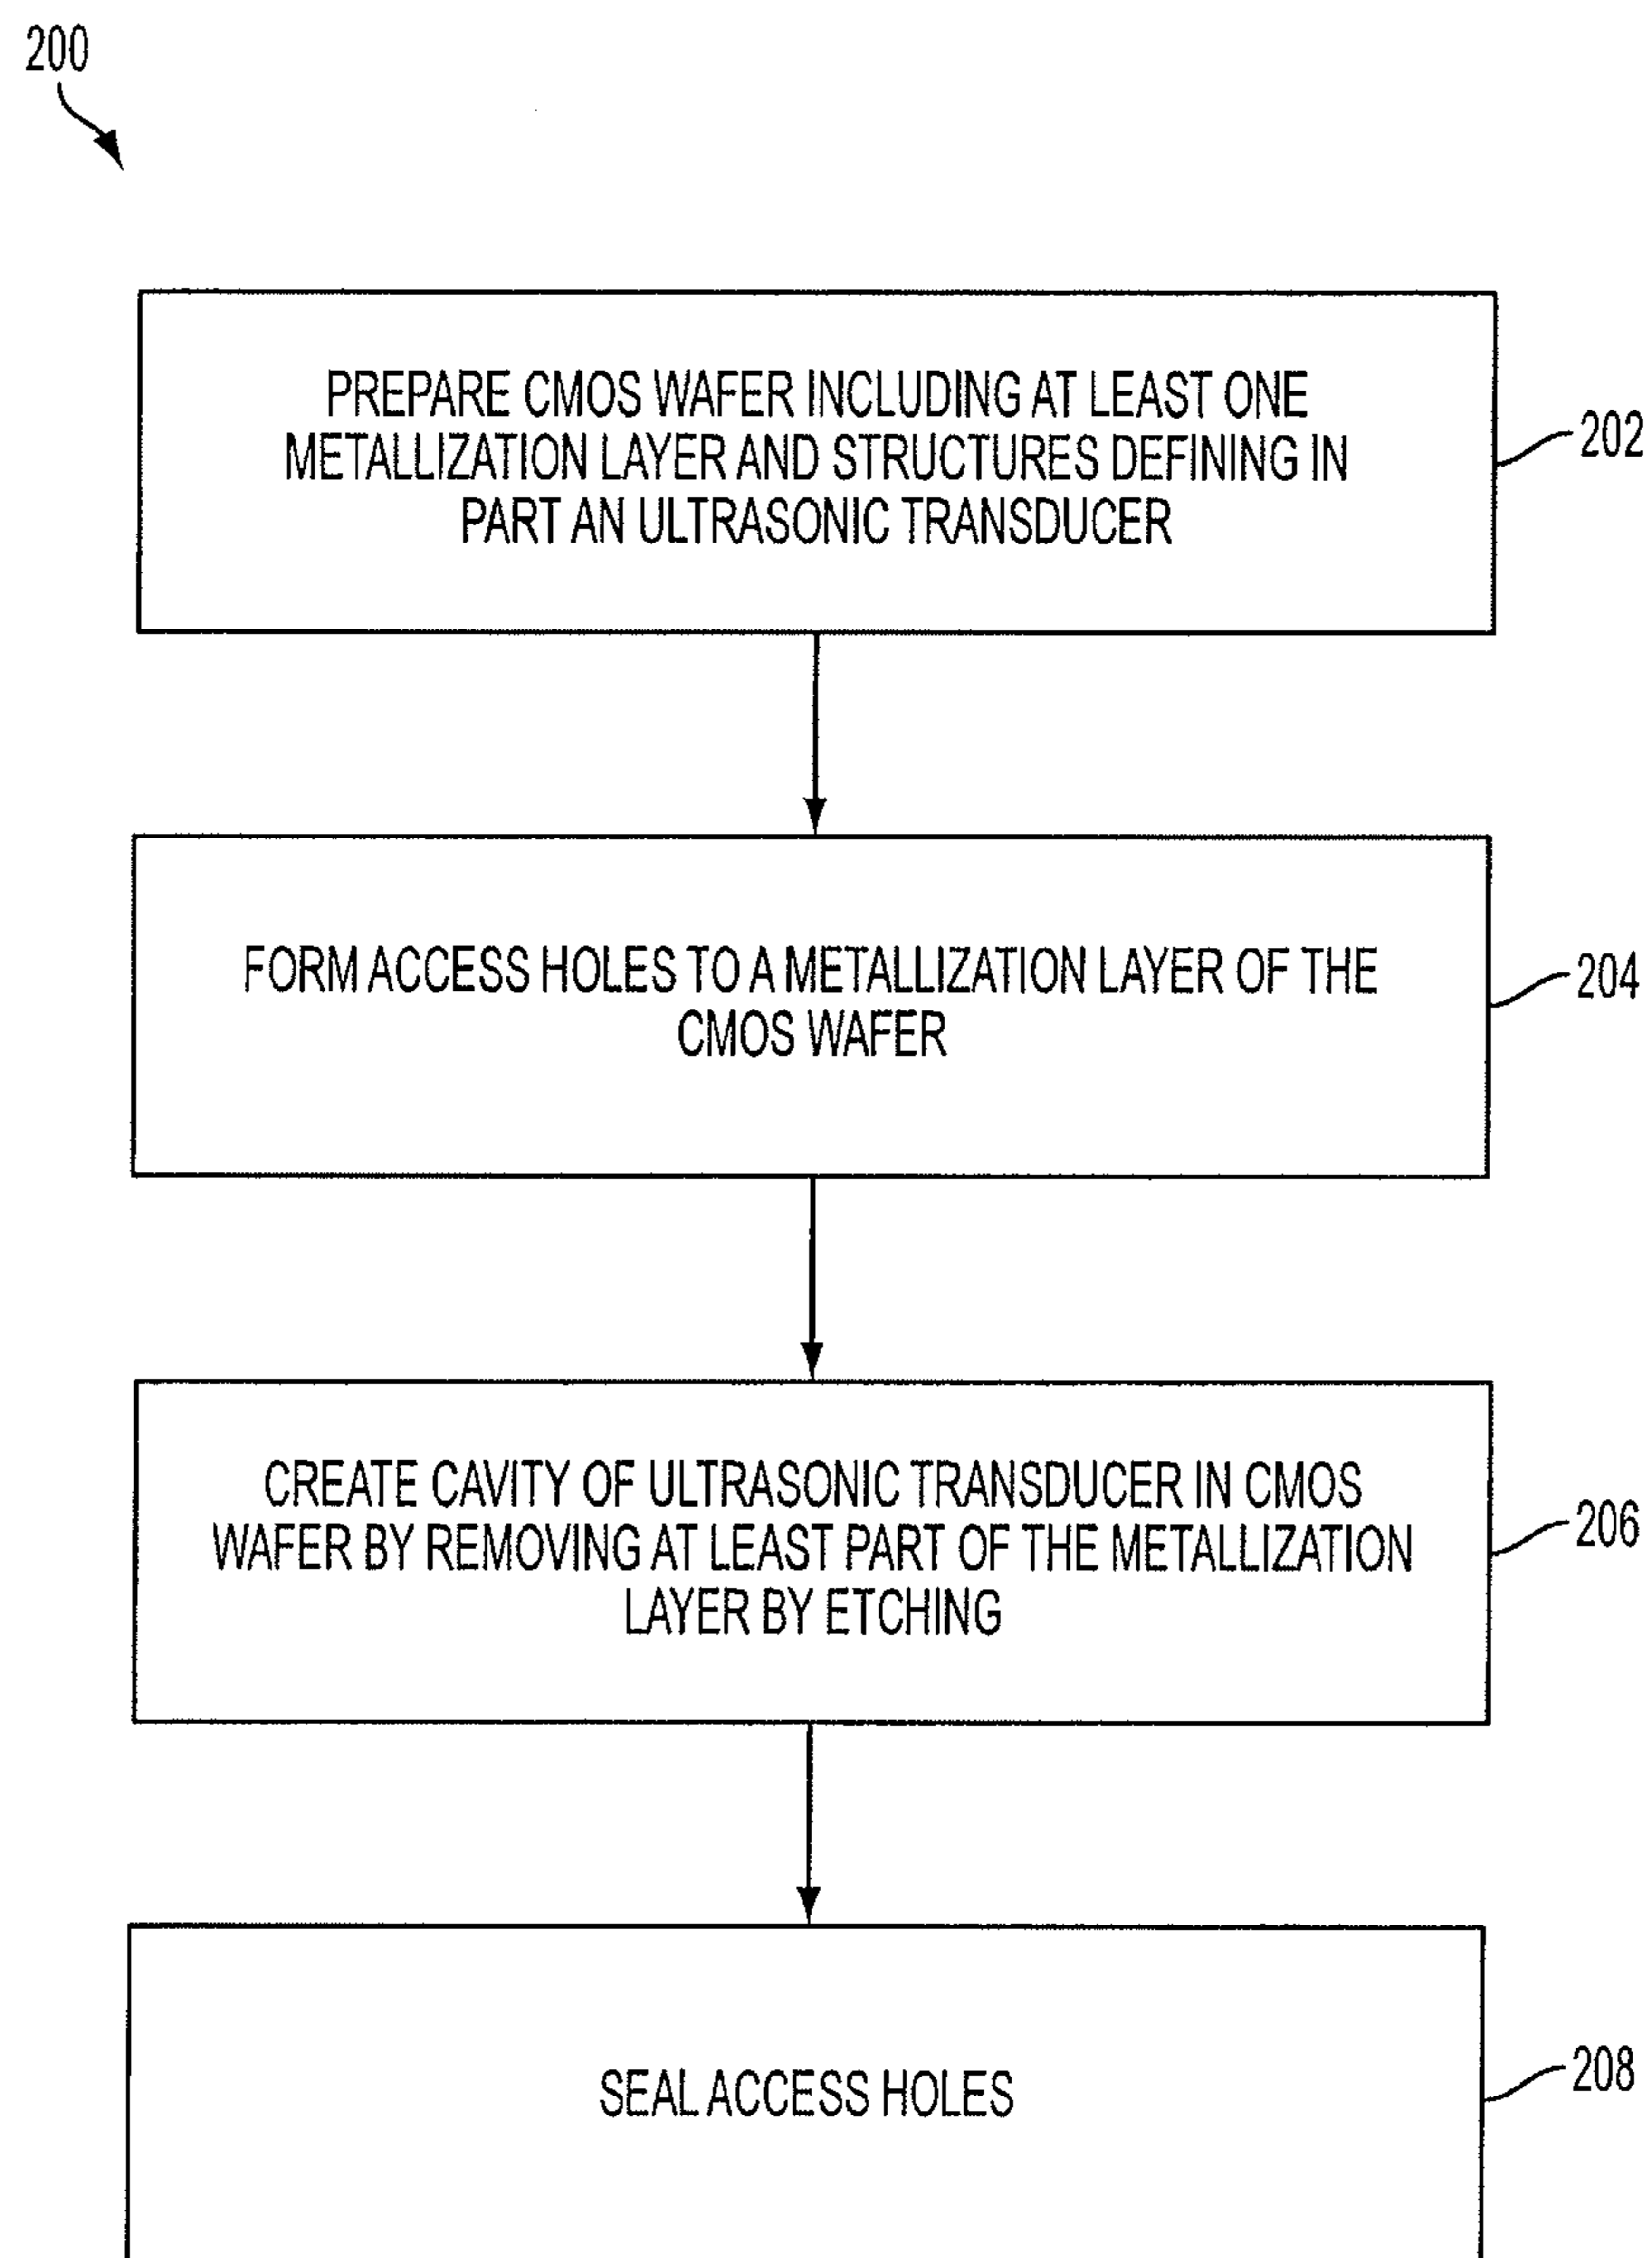 200
PREPARE CMOS WAFER INCLUDING AT LEAST ONE
METALLIZATION LAYER AND STRUCTURES DEFINING IN
PART AN ULTRASONIC TRANSDUCER
202
FORM ACCESS HOLES TO A METALLIZATION LAYER OF THE
CMOS WAFER
204
CREATE CAVITY OF ULTRASONIC TRANSDUCER IN CMOS
WAFER BY REMOVING AT LEAST PART OF THE METALLIZATION
LAYER BY ETCHING
206
SEAL ACCESS HOLES
208